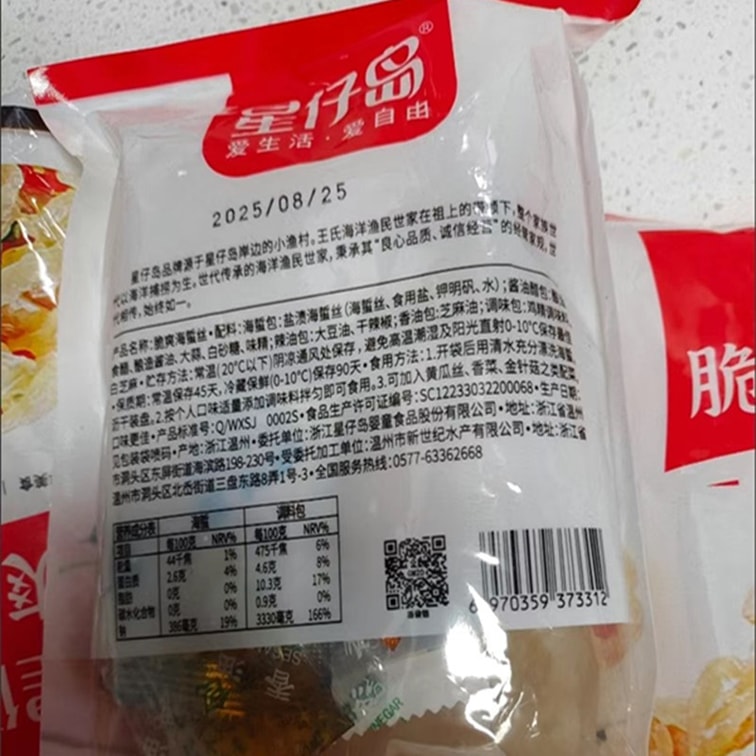 星仔岛®
爱生活·爱自由
2025/08/25
星仔岛品牌源于星仔岛岸边的小渔村。王氏海洋渔民世家在祖上的带领下,整个家族世
代以海洋捕捞为生。世代传承的海洋渔民世家,秉承其“良心品质、诚信经营”的经营家规,世
代相传,始终如一。
产品名称:脆爽海蜇丝•配料:海蜇包:盐渍海蜇丝(海蜇丝、食用盐、钾明矾、水);酱油醋包:
食醋、酿造酱油、大蒜、白砂糖、味精;辣油包:大豆油、干辣椒;香油包:芝麻油;调味包:鸡精调味料、
白芝麻•贮存方法:常温(20℃以下)阴凉通风处保存,避免高温潮湿及阳光直射0-10℃保存最佳
•保质期:常温保存45天,冷藏保鲜(0-10℃)保存90天•食用方法:1.开袋后用清水充分漂洗海蜇,
沥干装盘。2.按个人口味适量添加调味料拌匀即可食用。3.可加入黄瓜丝、香菜、金针菇之类配菜,
口味更佳•产品标准号:Q/WXSJ 0002S•食品生产许可证编号:SC12233032200068•生产日期:
见包装袋喷码•产地:浙江温州•委托单位:浙江星仔岛婴童食品股份有限公司•地址:浙江省温州
市洞头区东屏街道海滨路198-230号•受委托加工单位:温州市新世纪水产有限公司•地址:浙江省
温州市洞头区北岙街道三盘东路8弄1号-3•全国服务热线:0577-63362668
营养成分表 海蜇 调料包
项目 每100克 NRV% 每100克 NRV%
能量 44千焦 1% 475千焦 6%
蛋白质 2.6克 4% 4.6克 8%
脂肪 0克 0% 10.3克 17%
碳水化合物 0克 0% 0.9克 0%
钠 386毫克 19% 3330毫克 166%
6 970359 373312
脆
美食
香油
VINEGAR